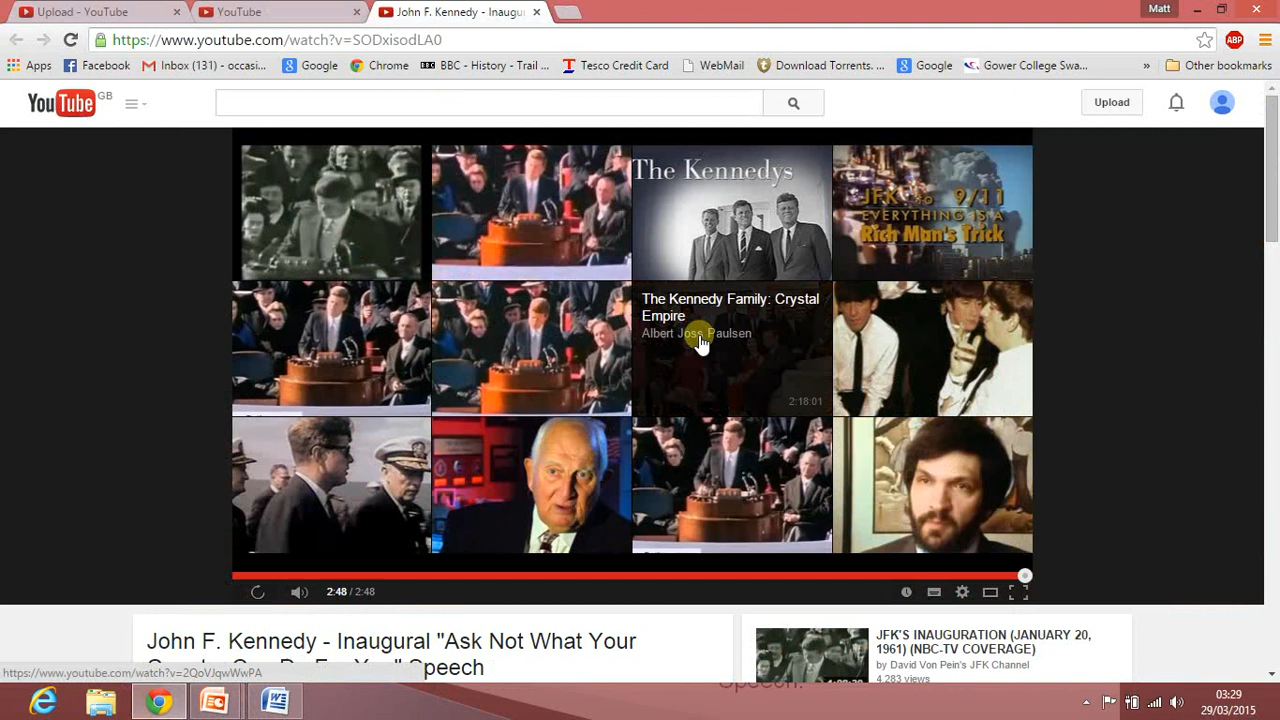 Upload - YouTube
YouTube
John F. Kennedy - Inaugu
Matt
https://www.youtube.com/watch?v=SODxisodLA0
ABP
Apps
Facebook
Inbox (131) - occasi...
Google
Chrome
BBC - History - Trail ...
Tesco Credit Card
WebMail
Download Torrents. ...
Google
Gower College Swa...
»
Other bookmarks
YouTube GB
Upload
The Kennedys
JFK to 9/11
EVERYTHING IS A
Rich Man's Trick
The Kennedy Family: Crystal
Empire
Albert Joss Paulsen
2:18:01
2:48 / 2:48
John F. Kennedy - Inaugural "Ask Not What Your
Speech
JFK'S INAUGURATION (JANUARY 20,
1961) (NBC-TV COVERAGE)
by David Von Pein's JFK Channel
4,283 views
https://www.youtube.com/watch?v=2QoVJqwWwPA
Speech.
03:29
29/03/2015